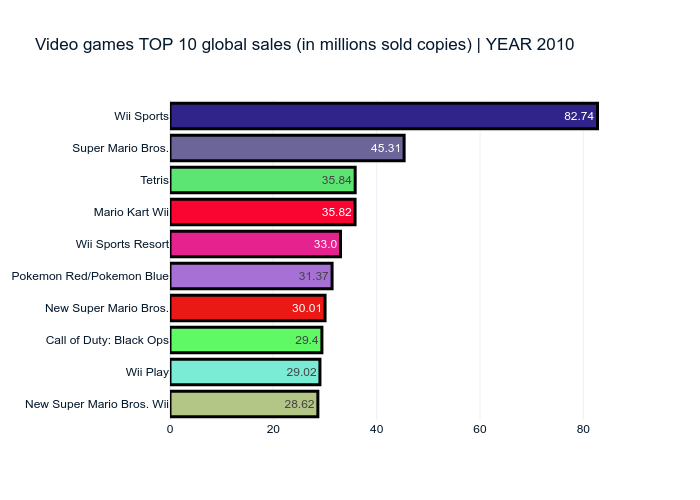 Video games TOP 10 global sales (in millions sold copies) | YEAR 2010
Wii Sports 82.74
Super Mario Bros. 45.31
Tetris 35.84
Mario Kart Wii 35.82
Wii Sports Resort 33.0
Pokemon Red/Pokemon Blue 31.37
New Super Mario Bros. 30.01
Call of Duty: Black Ops 29.4
Wii Play 29.02
New Super Mario Bros. Wii 28.62
0 20 40 60 80